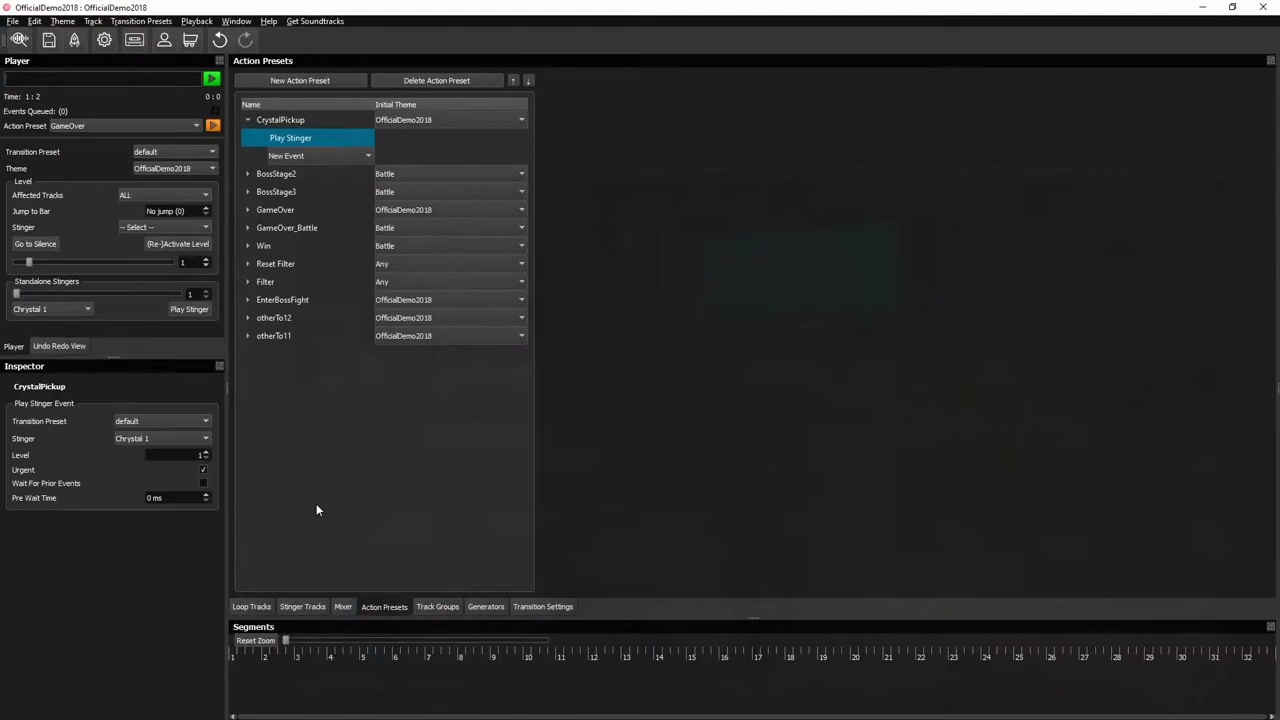 OfficialDemo2018 : OfficialDemo2018
File Edit Theme Track Transition Presets Playback Window Help Get Soundtracks
Player
Time: 1 : 2 0 : 0
Events Queued: (0)
Action Preset GameOver
Transition Preset default
Theme OfficialDemo2018
Level
Affected Tracks ALL
Jump to Bar No jump (0)
Stinger -- Select --
Go to Silence (Re-)Activate Level
1
Standalone Stingers
1
Chrystal 1 Play Stinger
Player Undo Redo View
Inspector
CrystalPickup
Play Stinger Event
Transition Preset default
Stinger Chrystal 1
Level 1
Urgent
Wait For Prior Events
Pre Wait Time 0 ms
Action Presets
New Action Preset Delete Action Preset ↑ ↓
Name Initial Theme
CrystalPickup OfficialDemo2018
Play Stinger
New Event
BossStage2 Battle
BossStage3 Battle
GameOver OfficialDemo2018
GameOver_Battle Battle
Win Battle
Reset Filter Any
Filter Any
EnterBossFight OfficialDemo2018
otherTo12 OfficialDemo2018
otherTo11 OfficialDemo2018
Loop Tracks Stinger Tracks Mixer Action Presets Track Groups Generators Transition Settings
Segments
Reset Zoom
1 2 3 4 5 6 7 8 9 10 11 12 13 14 15 16 17 18 19 20 21 22 23 24 25 26 27 28 29 30 31 32